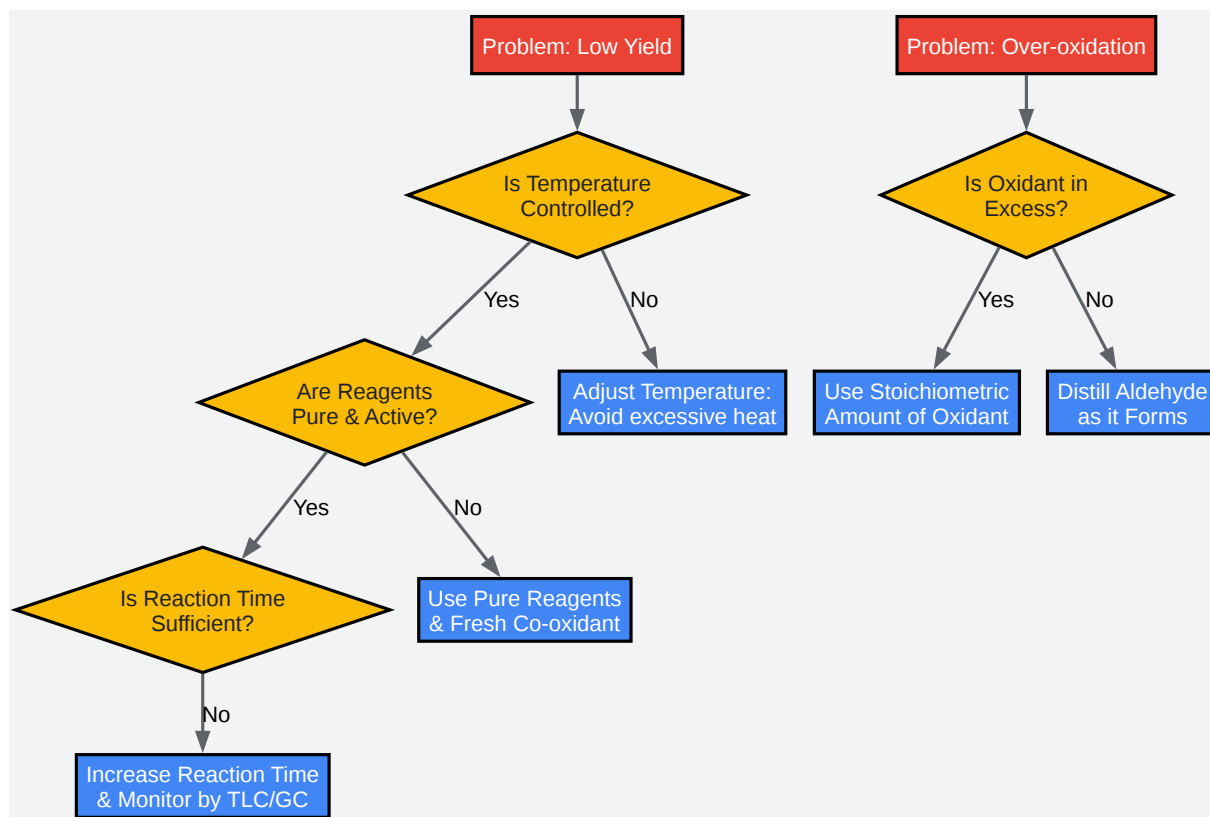 Problem: Low Yield
Problem: Over-oxidation
Is Temperature
Controlled?
Is Oxidant in
Excess?
Yes
No
Yes
No
Are Reagents
Pure & Active?
Adjust Temperature:
Avoid excessive heat
Use Stoichiometric
Amount of Oxidant
Distill Aldehyde
as it Forms
Yes
No
Is Reaction Time
Sufficient?
Use Pure Reagents
& Fresh Co-oxidant
No
Increase Reaction Time
& Monitor by TLC/GC